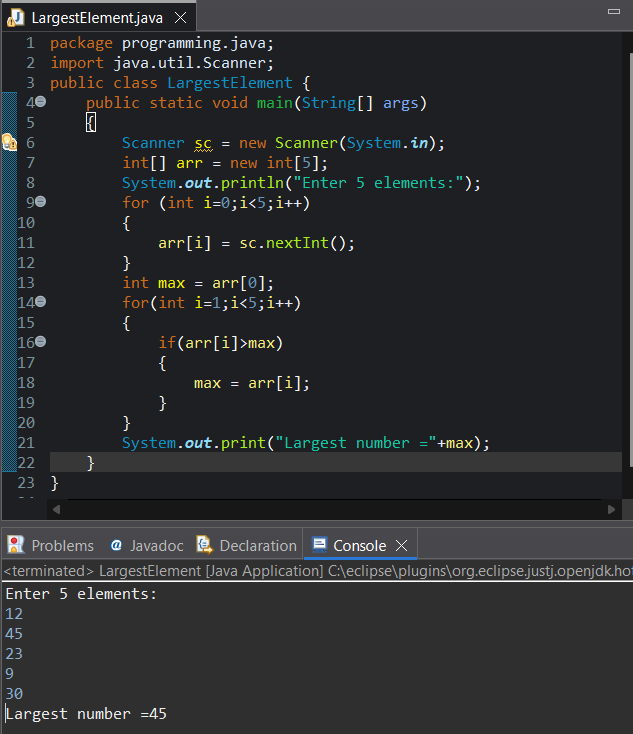 LargestElement.java
1 package programming.java;
2 import java.util.Scanner;
3 public class LargestElement {
4 public static void main(String[] args)
5 {
6 Scanner sc = new Scanner(System.in);
7 int[] arr = new int[5];
8 System.out.println("Enter 5 elements:");
9 for (int i=0;i<5;i++)
10 {
11 arr[i] = sc.nextInt();
12 }
13 int max = arr[0];
14 for(int i=1;i<5;i++)
15 {
16 if(arr[i]>max)
17 {
18 max = arr[i];
19 }
20 }
21 System.out.print("Largest number ="+max);
22 }
23 }
Problems Javadoc Declaration Console
<terminated> LargestElement [Java Application] C:\eclipse\plugins\org.eclipse.justj.openjdk.hot
Enter 5 elements:
12
45
23
9
30
Largest number =45